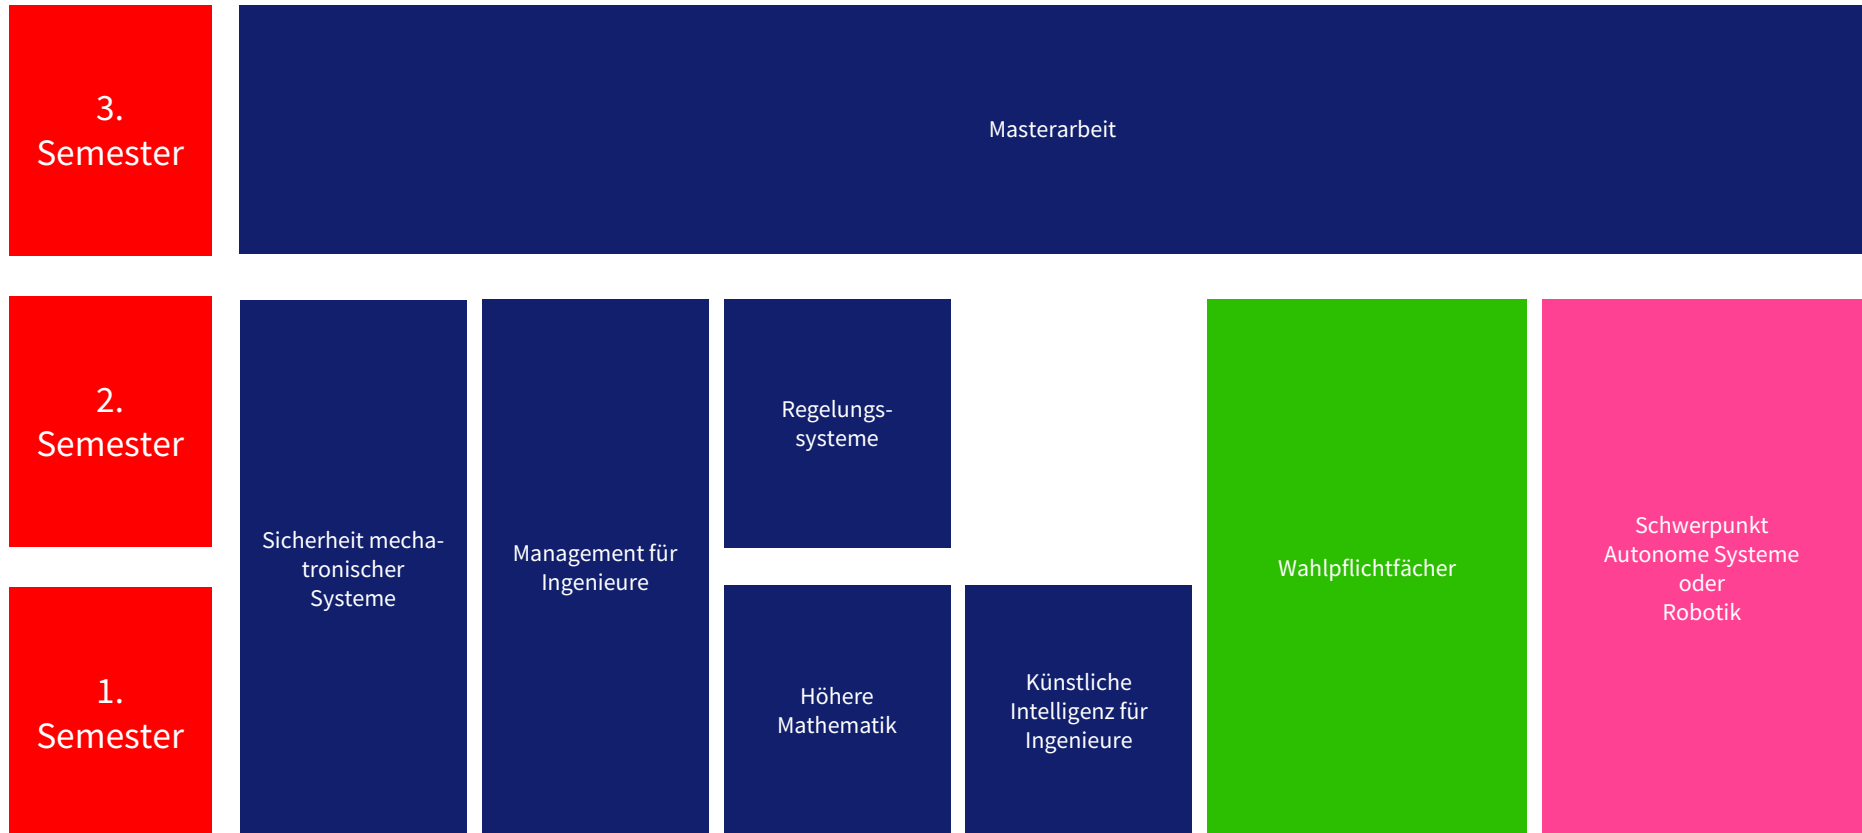 3.
Semester
Masterarbeit
2.
Semester
Regelungs-
systeme
Sicherheit mecha-
tronischer
Systeme
Management für
Ingenieure
Wahlpflichtfächer
Schwerpunkt
Autonome Systeme
oder
Robotik
1.
Semester
Höhere
Mathematik
Künstliche
Intelligenz für
Ingenieure